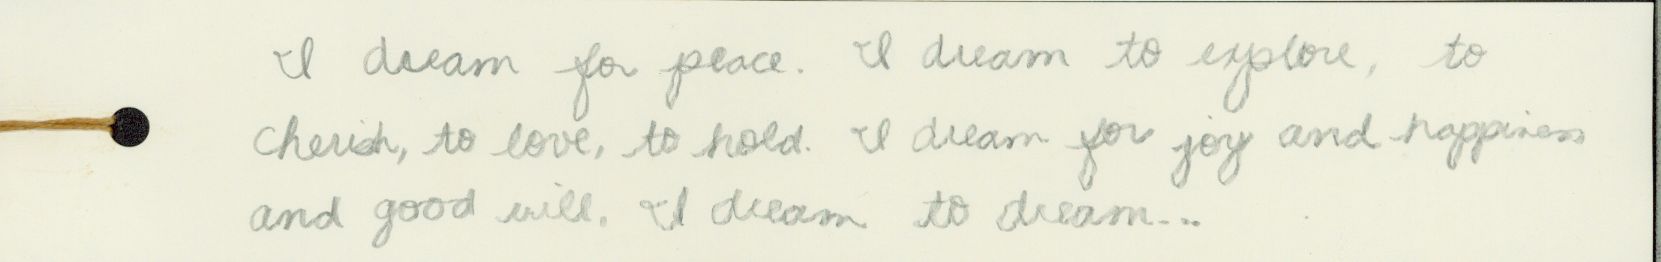 I dream for peace. I dream to explore, to
cherish, to love, to hold. I dream for joy and happiness
and good will. I dream to dream...